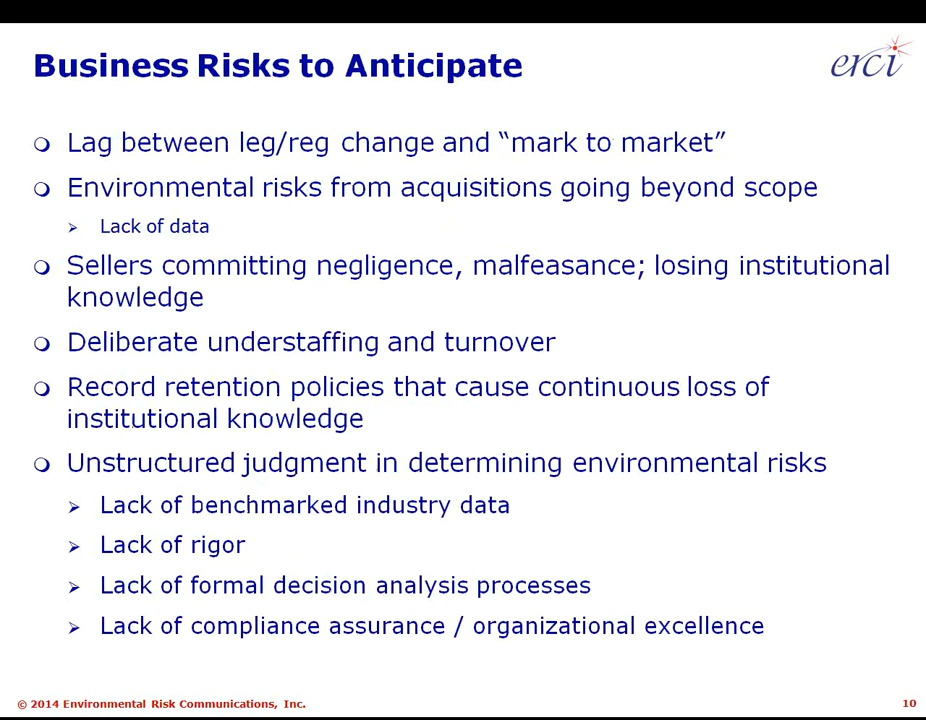 Business Risks to Anticipate
erci
Lag between leg/reg change and “mark to market”
Environmental risks from acquisitions going beyond scope
Lack of data
Sellers committing negligence, malfeasance; losing institutional
knowledge
Deliberate understaffing and turnover
Record retention policies that cause continuous loss of
institutional knowledge
Unstructured judgment in determining environmental risks
Lack of benchmarked industry data
Lack of rigor
Lack of formal decision analysis processes
Lack of compliance assurance / organizational excellence
© 2014 Environmental Risk Communications, Inc.
10